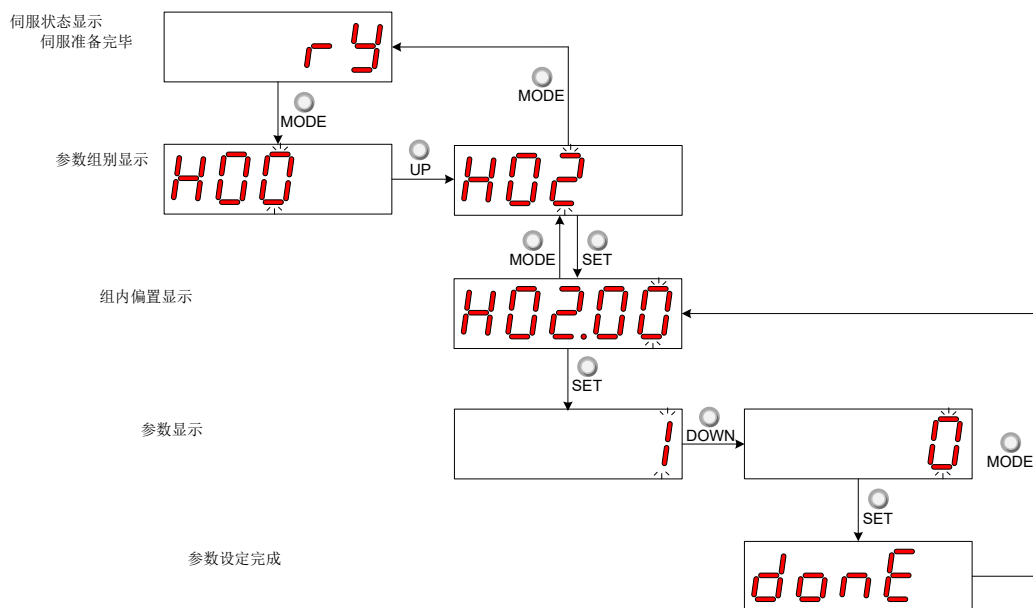 伺服状态显示
伺服准备完毕
ry
MODE
MODE
参数组别显示
H00
UP
H02
MODE
SET
组内偏置显示
H02.00
SET
参数显示
1
DOWN
0
MODE
SET
参数设定完成
donE